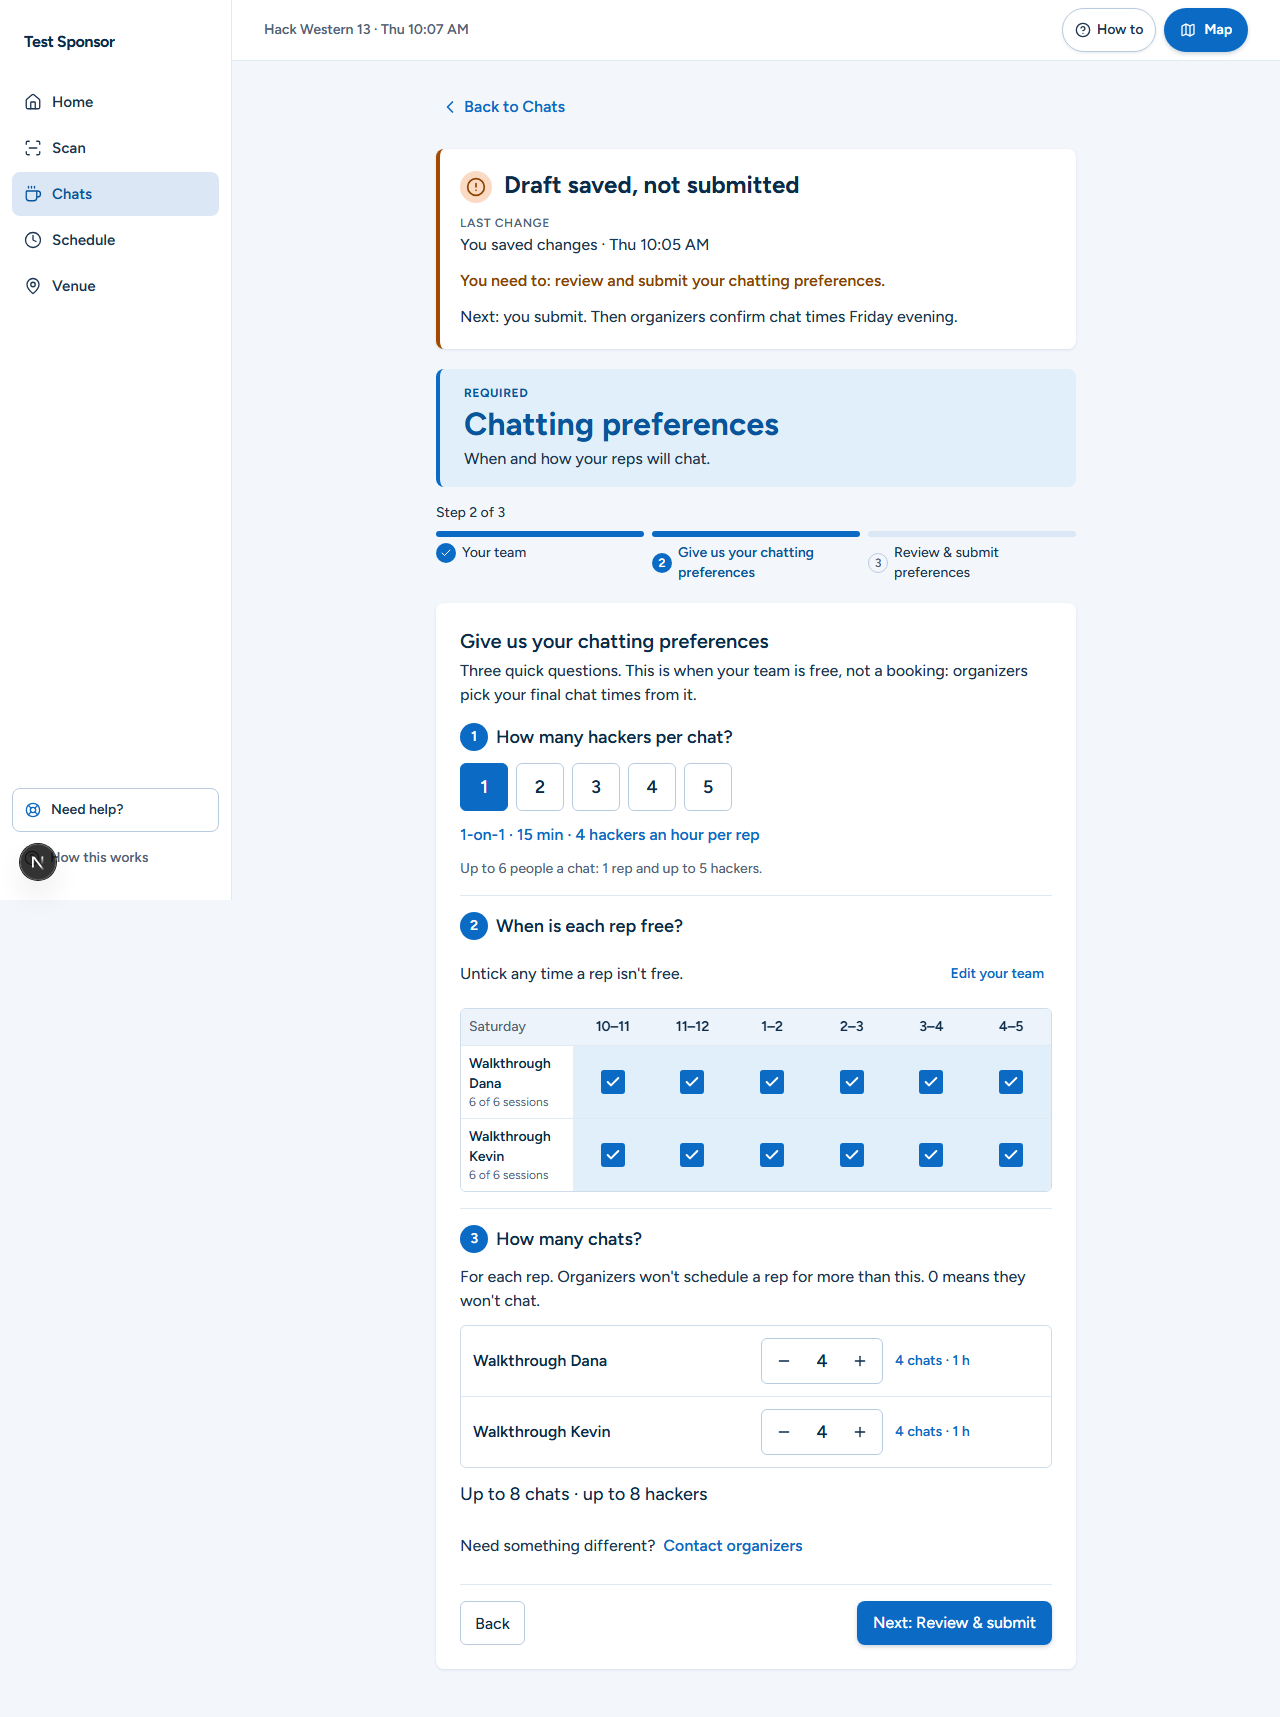 Test Sponsor
Home
Scan
Chats
Schedule
Venue
Need help?
How this works
N
Hack Western 13 · Thu 10:07 AM
How to
Map
Back to Chats
Draft saved, not submitted
LAST CHANGE
You saved changes · Thu 10:05 AM
You need to: review and submit your chatting preferences.
Next: you submit. Then organizers confirm chat times Friday evening.
REQUIRED
Chatting preferences
When and how your reps will chat.
Step 2 of 3
Your team
2 Give us your chatting
preferences
3 Review & submit
preferences
Give us your chatting preferences
Three quick questions. This is when your team is free, not a booking: organizers
pick your final chat times from it.
1 How many hackers per chat?
1 2 3 4 5
1-on-1 · 15 min · 4 hackers an hour per rep
Up to 6 people a chat: 1 rep and up to 5 hackers.
2 When is each rep free?
Untick any time a rep isn't free.
Edit your team
Saturday 10–11 11–12 1–2 2–3 3–4 4–5
Walkthrough
Dana
6 of 6 sessions
Walkthrough
Kevin
6 of 6 sessions
3 How many chats?
For each rep. Organizers won't schedule a rep for more than this. 0 means they
won't chat.
Walkthrough Dana − 4 + 4 chats · 1 h
Walkthrough Kevin − 4 + 4 chats · 1 h
Up to 8 chats · up to 8 hackers
Need something different? Contact organizers
Back
Next: Review & submit